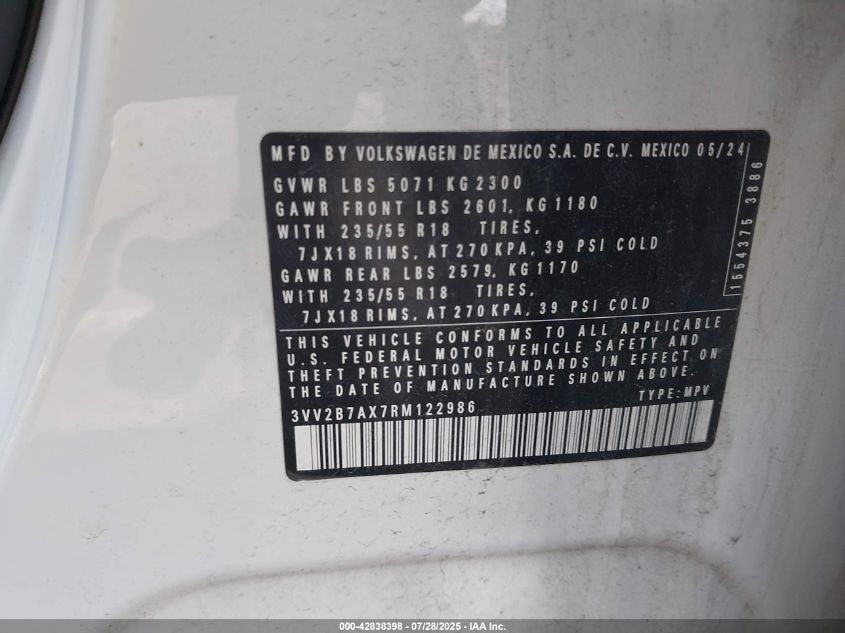 MFD BY VOLKSWAGEN DE MEXICO S.A. DE C.V. MEXICO 05/24
GVWR LBS 5071 KG 2300
GAWR FRONT LBS 2601, KG 1180
WITH 235/55 R18 TIRES,
7JX18 RIMS, AT 270 KPA, 39 PSI COLD
GAWR REAR LBS 2579, KG 1170
WITH 235/55 R18 TIRES,
7JX18 RIMS, AT 270 KPA, 39 PSI COLD
1554375 3886
THIS VEHICLE CONFORMS TO ALL APPLICABLE
U.S. FEDERAL MOTOR VEHICLE SAFETY AND
THEFT PREVENTION STANDARDS IN EFFECT ON
THE DATE OF MANUFACTURE SHOWN ABOVE.
TYPE: MPV
3VV2B7AX7RM122986
000-42838398 - 07/28/2025 - IAA Inc.